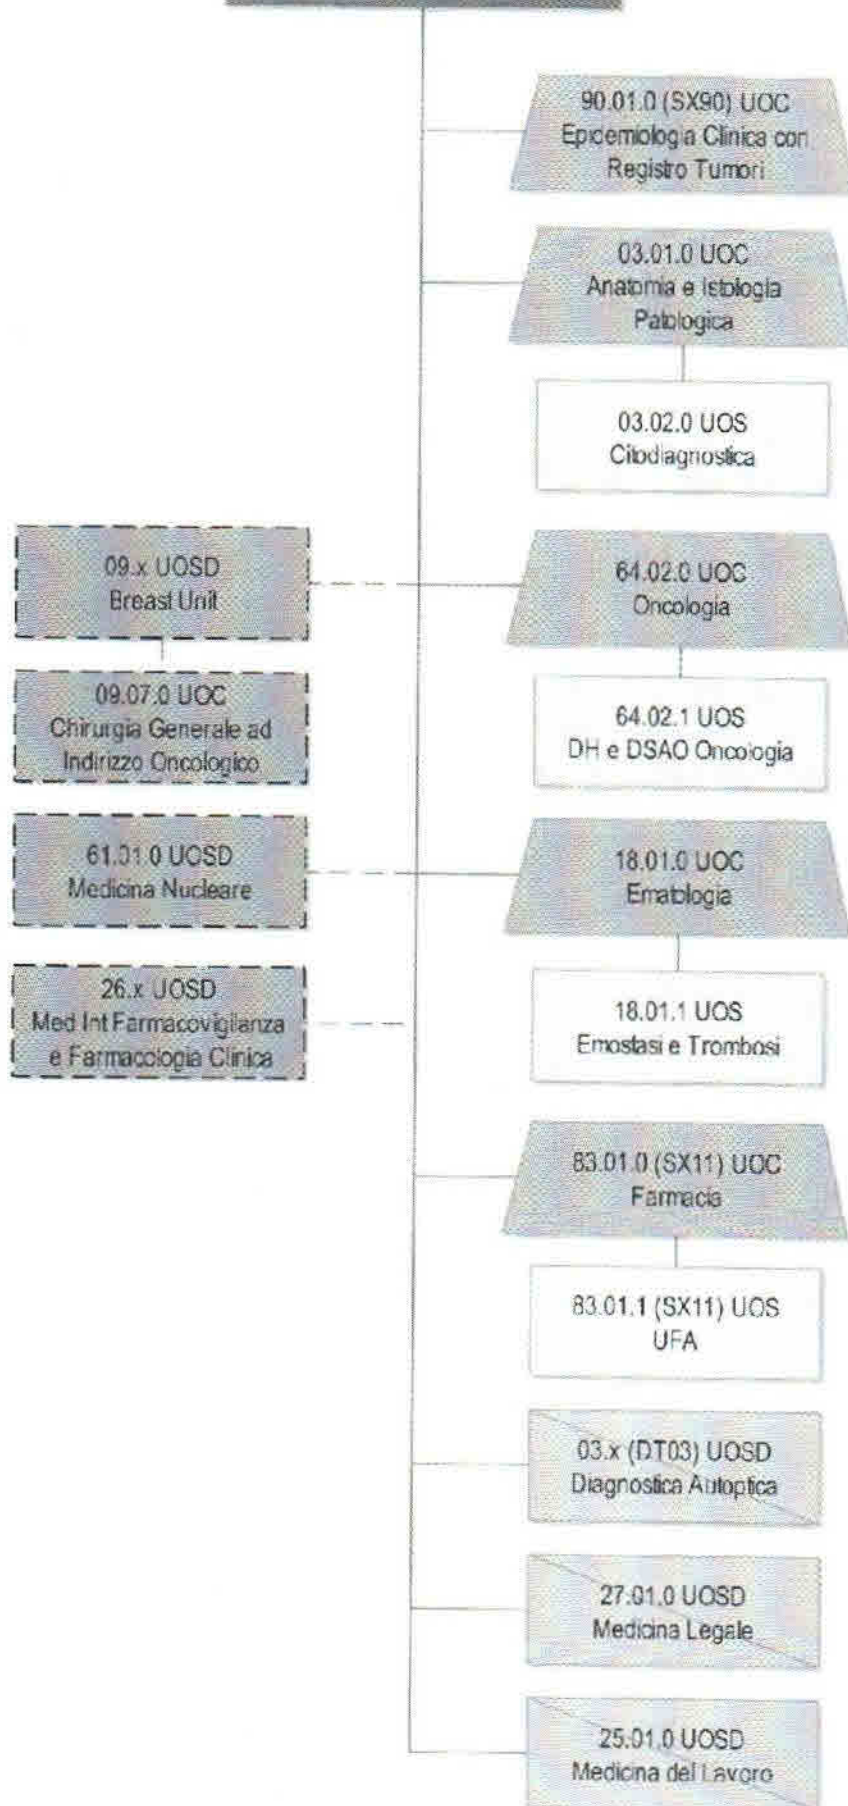 90.01.0 (SX90) UOC
Epidemiologia Clinica con
Registro Tumori
03.01.0 UOC
Anatomia e Istologia
Patologica
03.02.0 UOS
Citodiagnostica
09.x UOSD
Breast Unit
64.02.0 UOC
Oncologia
09.07.0 UOC
Chirurgia Generale ad
Indirizzo Oncologico
64.02.1 UOS
DH e DSAO Oncologia
61.01.0 UOSD
Medicina Nucleare
18.01.0 UOC
Ematologia
26.x UOSD
Med Int Farmacovigilanza
e Farmacologia Clinica
18.01.1 UOS
Emostasi e Trombosi
83.01.0 (SX11) UOC
Farmacia
83.01.1 (SX11) UOS
UFA
03.x (DT03) UOSD
Diagnostica Autoptica
27.01.0 UOSD
Medicina Legale
25.01.0 UOSD
Medicina del Lavoro